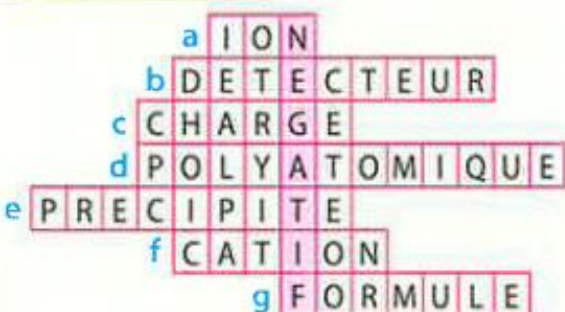 a ION
b DETECTEUR
c CHARGE
d POLYATOMIQUE
e PRECIPITE
f CATION
g FORMULE